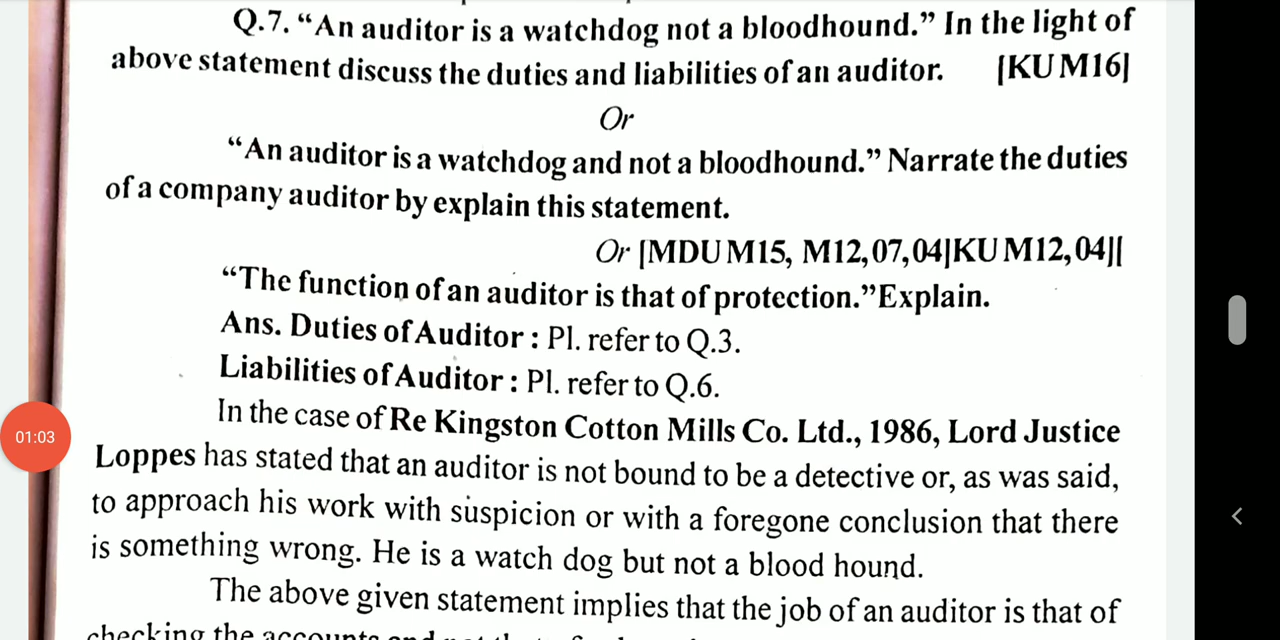 Q.7. “An auditor is a watchdog not a bloodhound.” In the light of
above statement discuss the duties and liabilities of an auditor. [KU M16]
Or
“An auditor is a watchdog and not a bloodhound.” Narrate the duties
of a company auditor by explain this statement.
Or [MDU M15, M12,07,04]KU M12,04][
“The function of an auditor is that of protection.”Explain.
Ans. Duties of Auditor : Pl. refer to Q.3.
Liabilities of Auditor : Pl. refer to Q.6.
In the case of Re Kingston Cotton Mills Co. Ltd., 1986, Lord Justice
Loppes has stated that an auditor is not bound to be a detective or, as was said,
to approach his work with suspicion or with a foregone conclusion that there
is something wrong. He is a watch dog but not a blood hound.
The above given statement implies that the job of an auditor is that of
checking the accounts and not that of
01:03